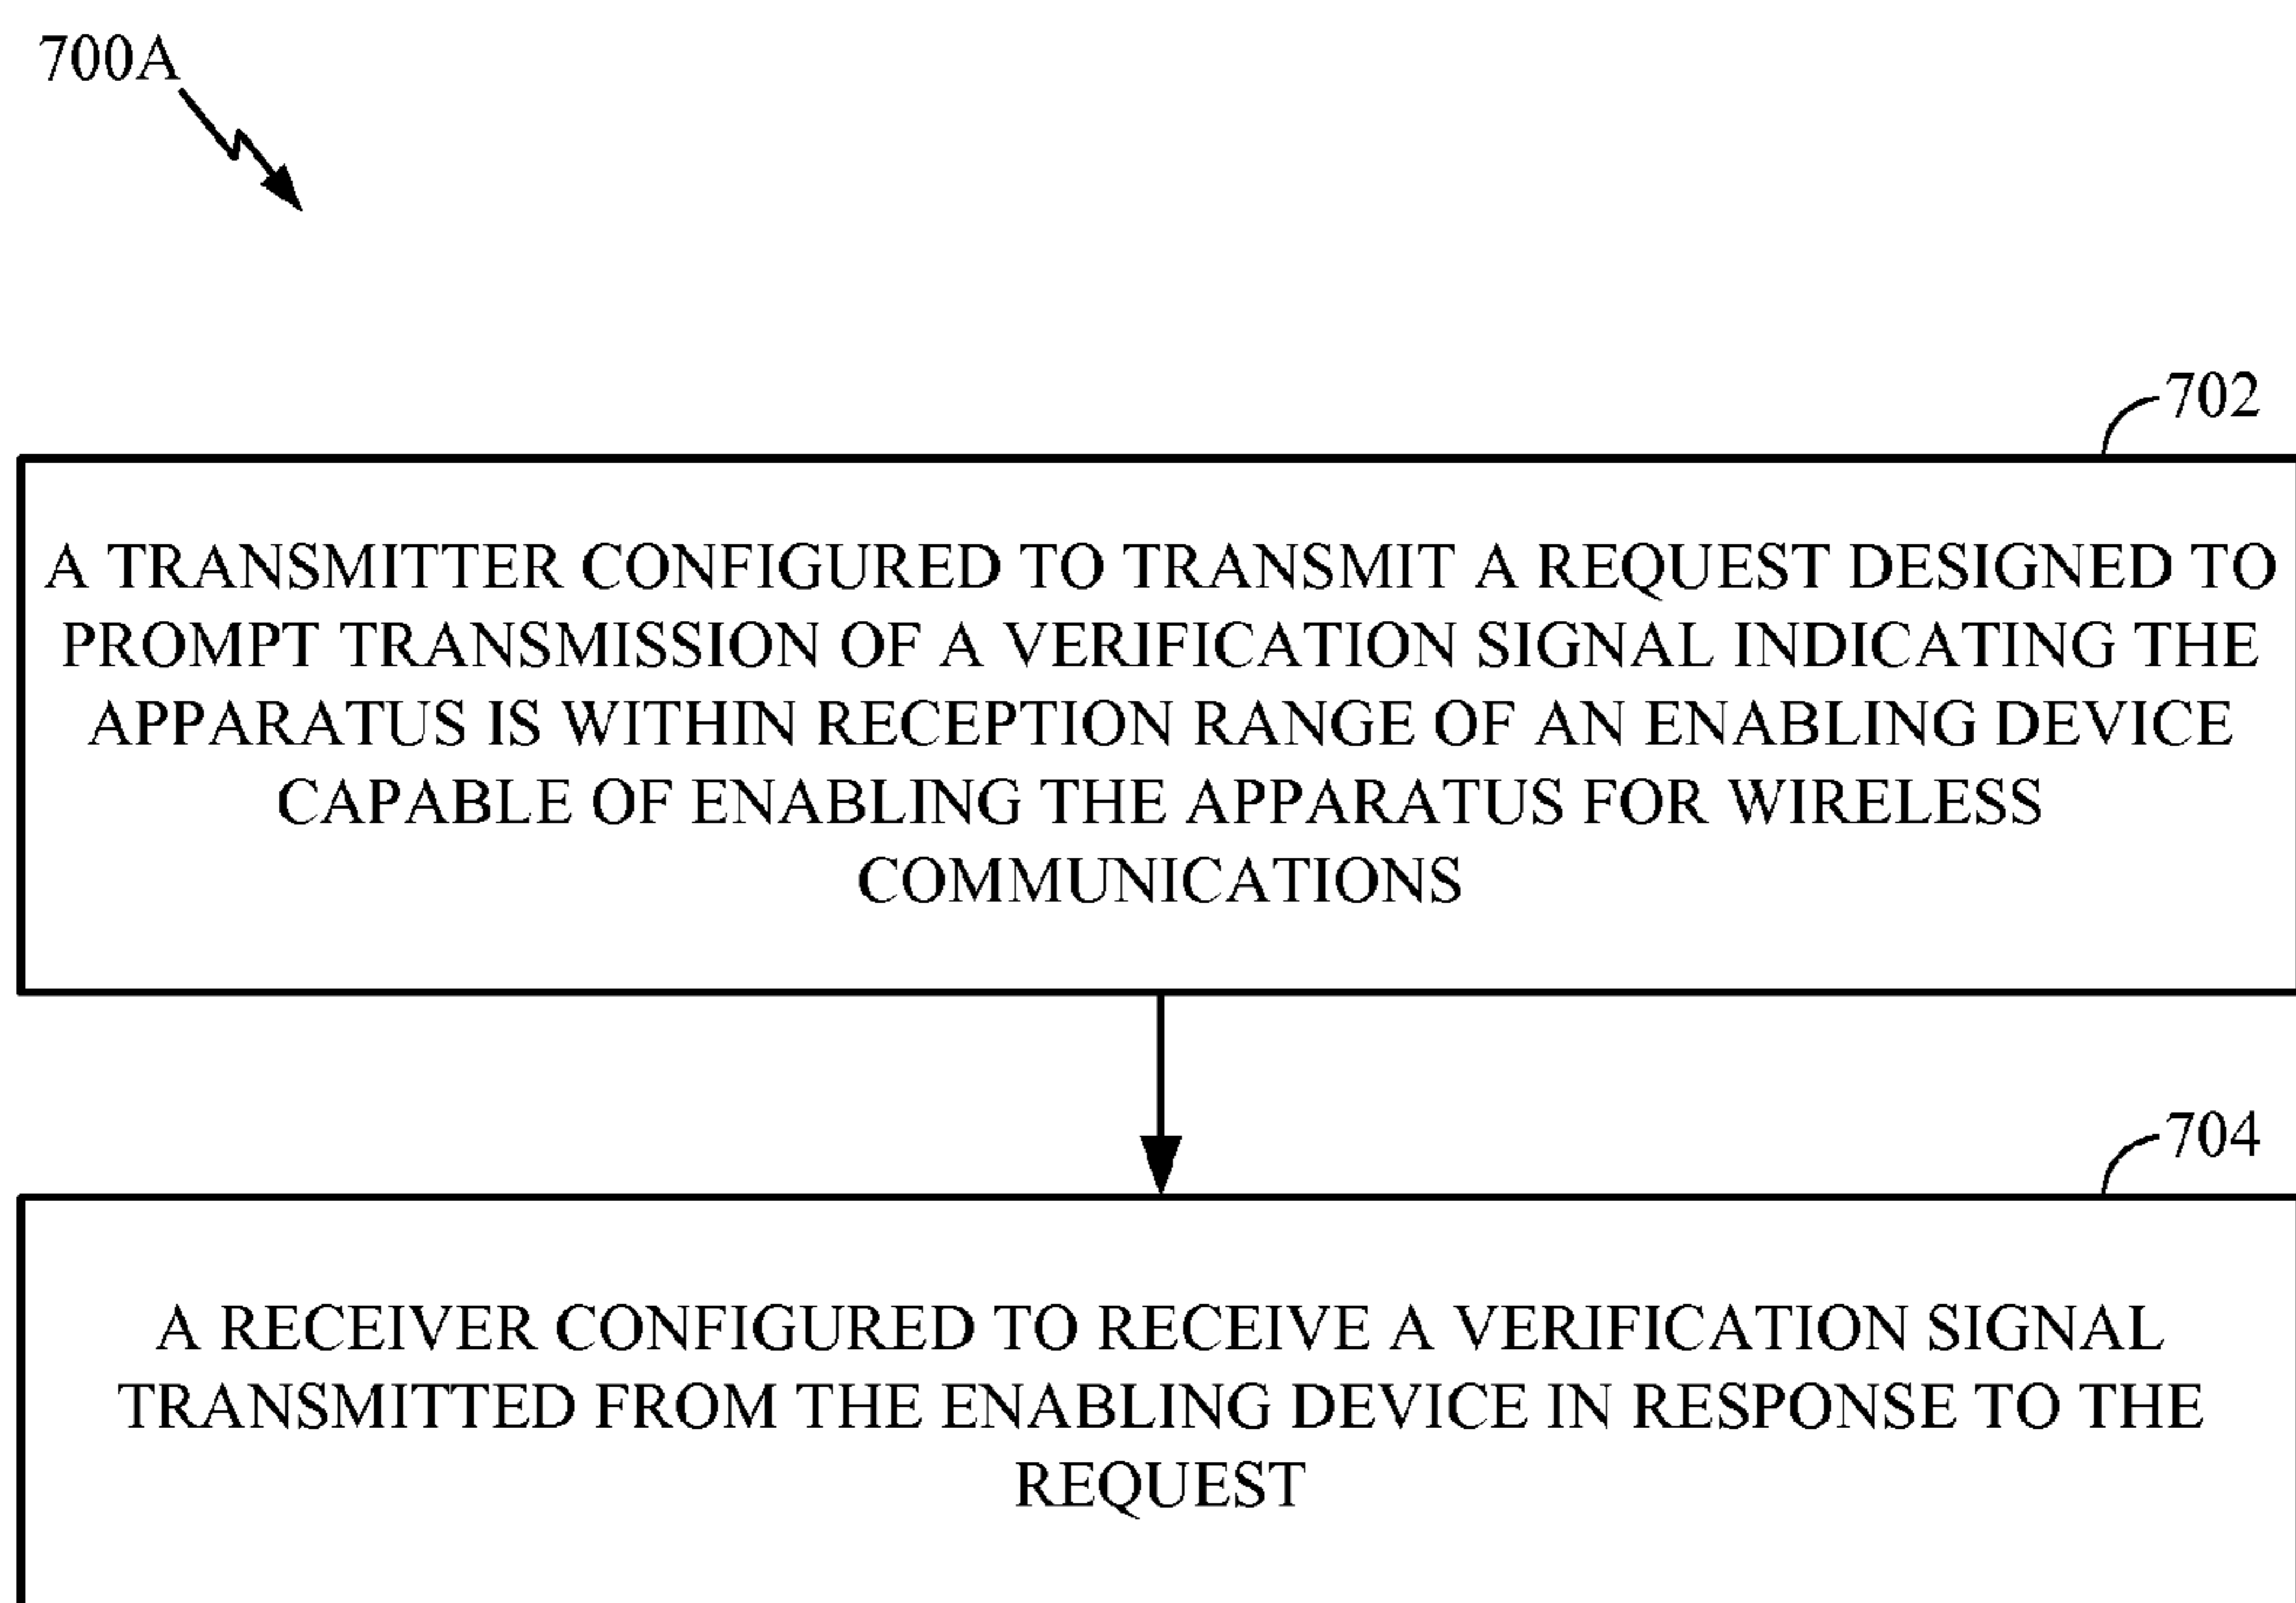 700A
702
A TRANSMITTER CONFIGURED TO TRANSMIT A REQUEST DESIGNED TO
PROMPT TRANSMISSION OF A VERIFICATION SIGNAL INDICATING THE
APPARATUS IS WITHIN RECEPTION RANGE OF AN ENABLING DEVICE
CAPABLE OF ENABLING THE APPARATUS FOR WIRELESS
COMMUNICATIONS
704
A RECEIVER CONFIGURED TO RECEIVE A VERIFICATION SIGNAL
TRANSMITTED FROM THE ENABLING DEVICE IN RESPONSE TO THE
REQUEST